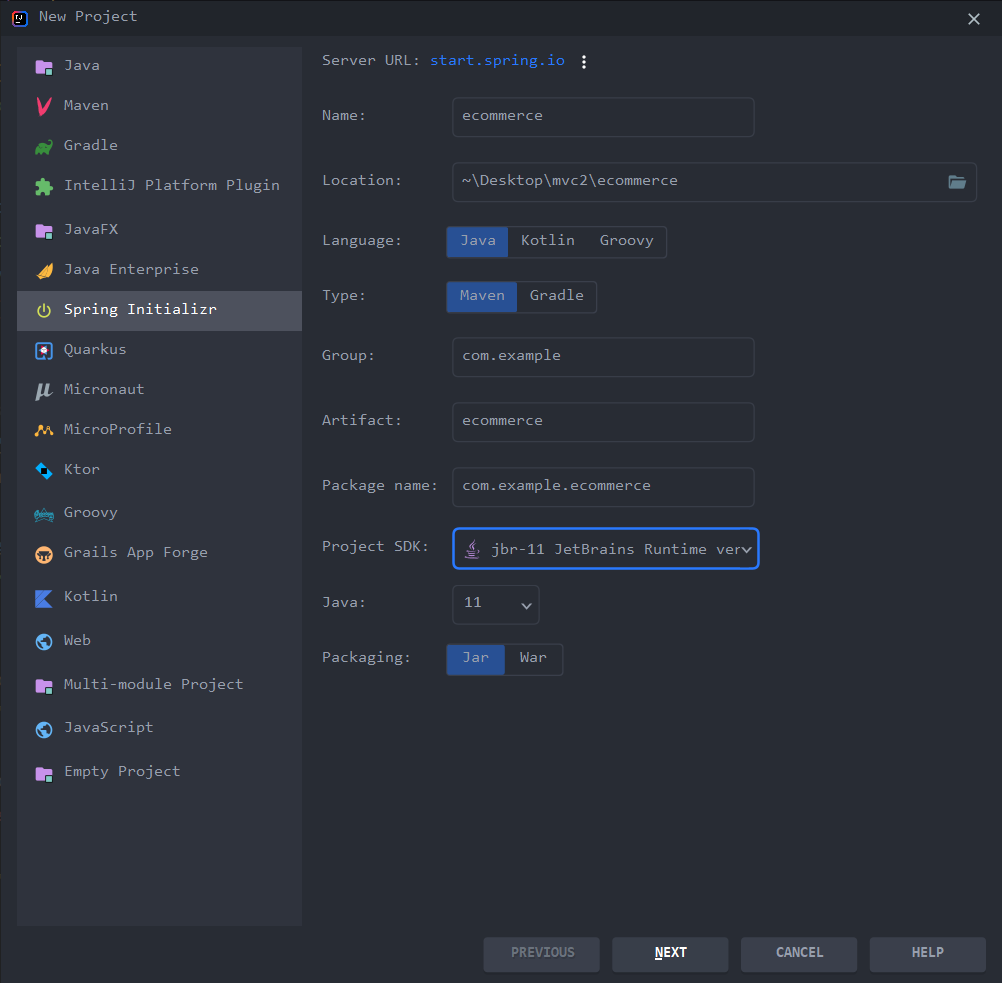 New Project
Java
Maven
Gradle
IntelliJ Platform Plugin
JavaFX
Java Enterprise
Spring Initializr
Quarkus
Micronaut
MicroProfile
Ktor
Groovy
Grails App Forge
Kotlin
Web
Multi-module Project
JavaScript
Empty Project
Server URL: start.spring.io
Name: ecommerce
Location: ~\Desktop\mvc2\ecommerce
Language: Java Kotlin Groovy
Type: Maven Gradle
Group: com.example
Artifact: ecommerce
Package name: com.example.ecommerce
Project SDK: jbr-11 JetBrains Runtime ver
Java: 11
Packaging: Jar War
PREVIOUS NEXT CANCEL HELP